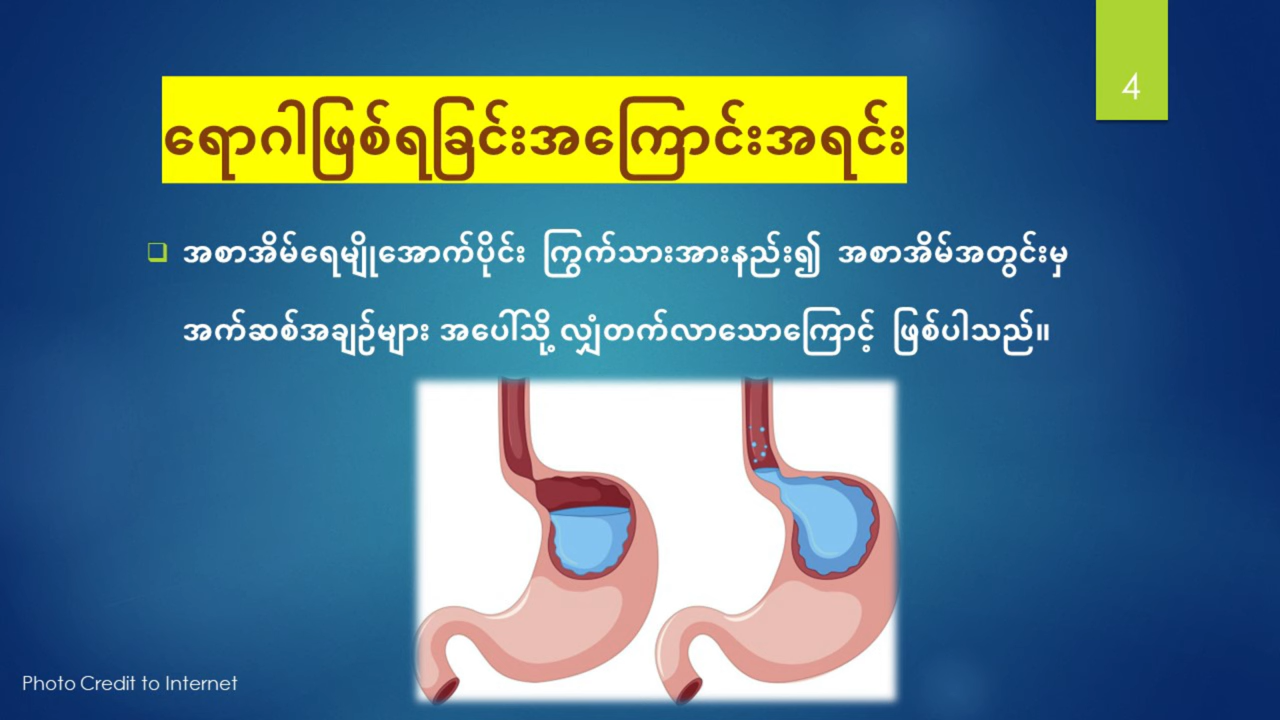 4
ရောဂါဖြစ်ရခြင်းအကြောင်းအရင်း
အစာအိမ်ရေမျိုအောက်ပိုင်း ကြွက်သားအားနည်း၍ အစာအိမ်အတွင်းမှ
အက်ဆစ်အချဉ်များ အပေါ်သို့ လျှံတက်လာသောကြောင့် ဖြစ်ပါသည်။
Photo Credit to Internet